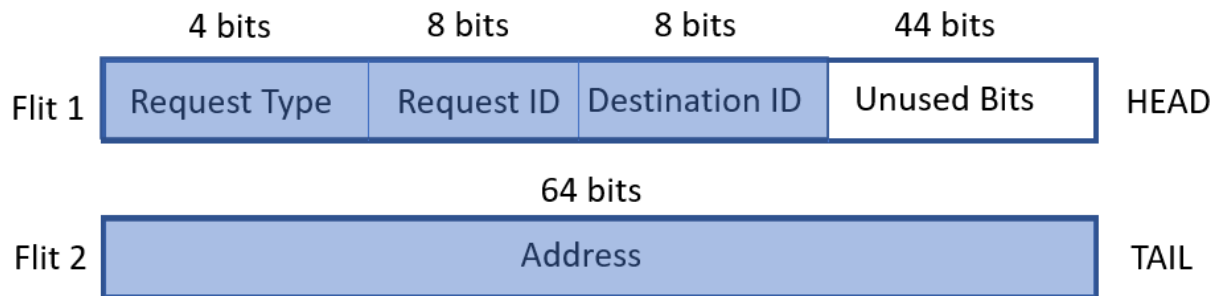 4 bits 8 bits 8 bits 44 bits
Flit 1 Request Type Request ID Destination ID Unused Bits HEAD
64 bits
Flit 2 Address TAIL